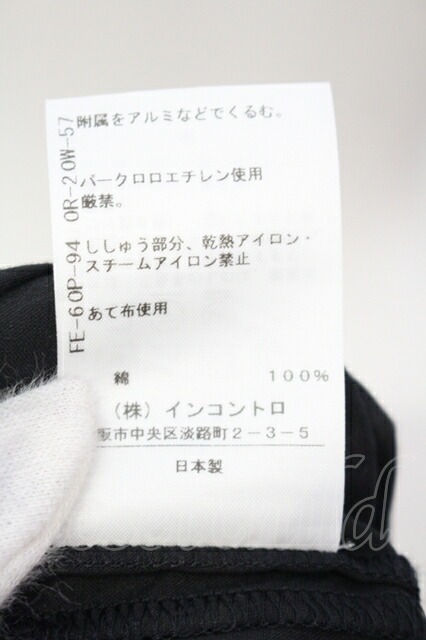 附属をアルミなどでくるむ。
パークロロエチレン使用
厳禁。
ししゅう部分、乾熱アイロン・
スチームアイロン禁止
あて布使用
綿 100%
(株)インコントロ
阪市中央区淡路町2-3-5
日本製
FE-60P-94 OR-20W-57